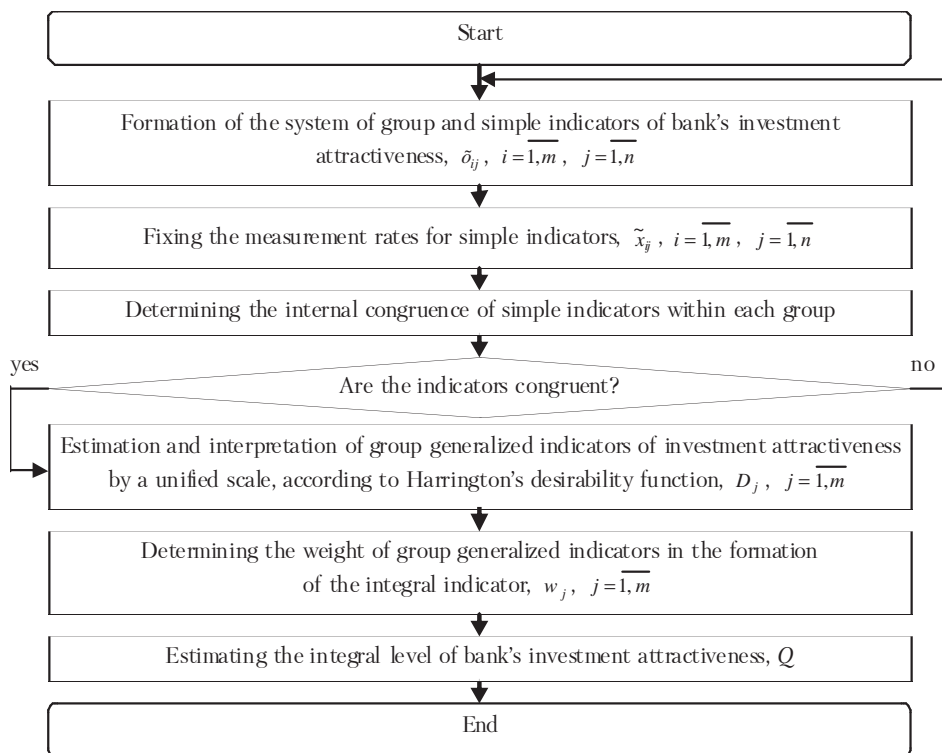 Start
Formation of the system of group and simple indicators of bank's investment
attractiveness, õᵢⱼ, i = 1,m, j = 1,n
Fixing the measurement rates for simple indicators, x̃ᵢⱼ, i = 1,m, j = 1,n
Determining the internal congruence of simple indicators within each group
yes
no
Are the indicators congruent?
Estimation and interpretation of group generalized indicators of investment attractiveness
by a unified scale, according to Harrington's desirability function, Dⱼ, j = 1,m
Determining the weight of group generalized indicators in the formation
of the integral indicator, wⱼ, j = 1,m
Estimating the integral level of bank's investment attractiveness, Q
End